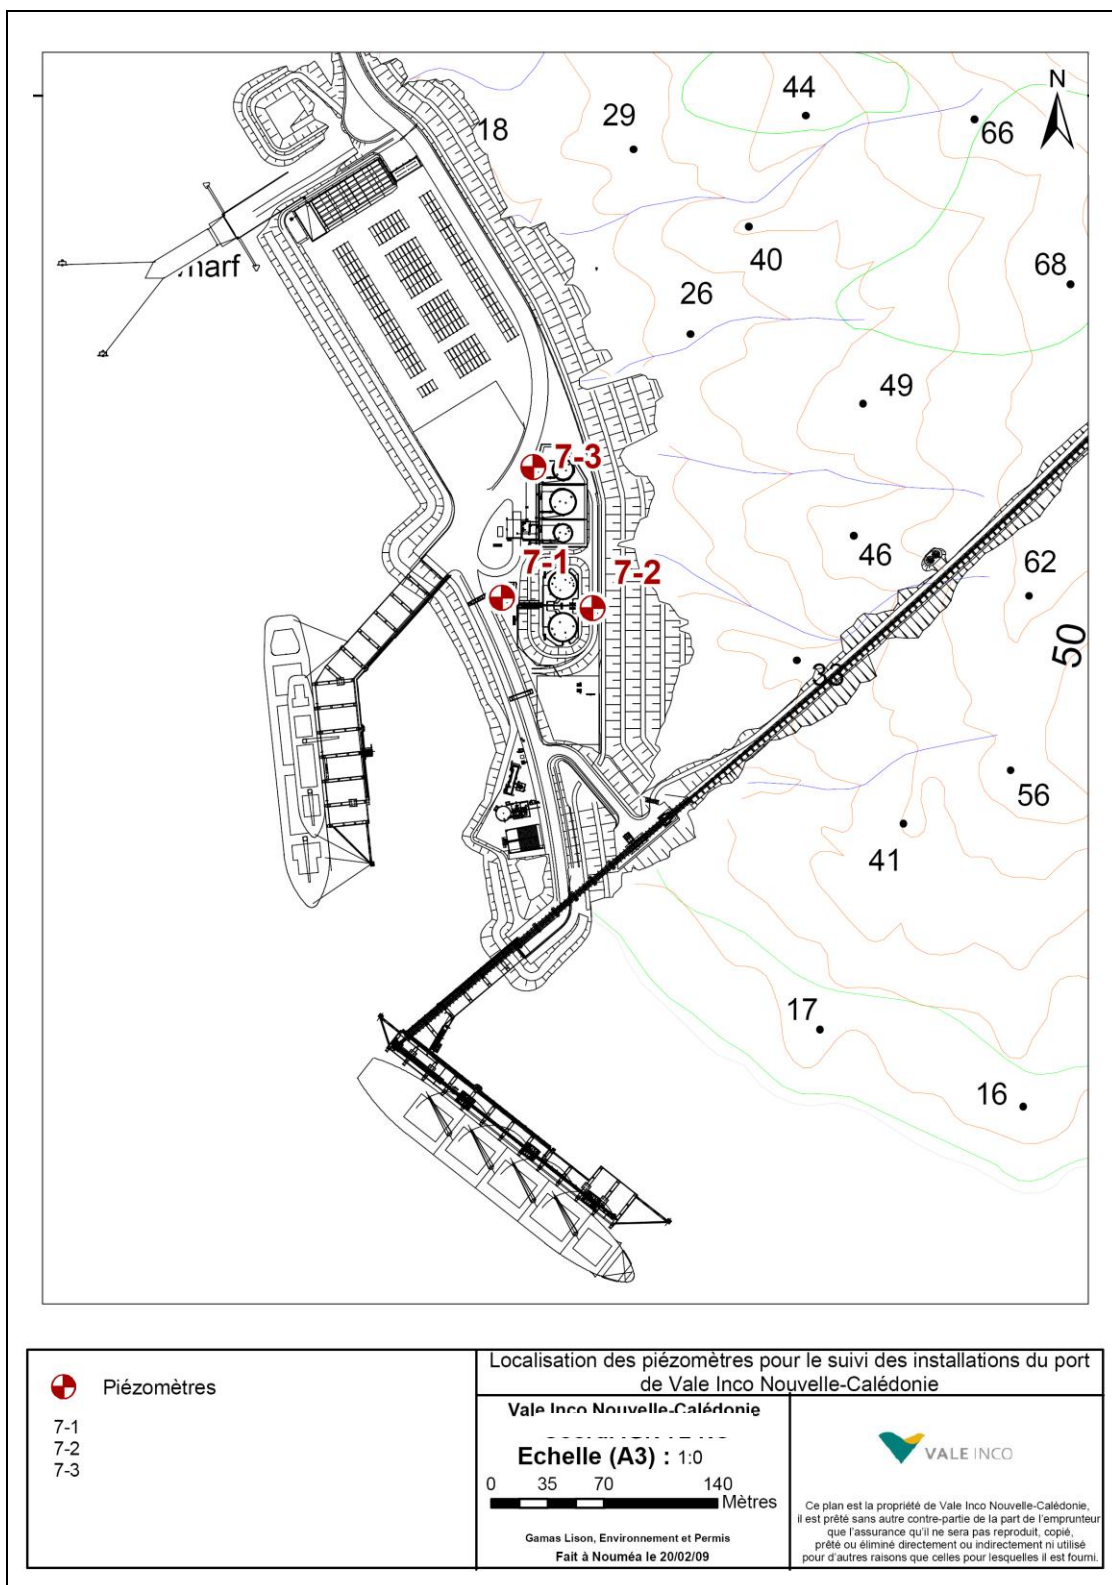 N
44
66
29
18
40
68
26
49
7-3
46
7-1
7-2
62
50
33
56
41
17
16
Piézomètres
7-1
7-2
7-3
Localisation des piézomètres pour le suivi des installations du port
de Vale Inco Nouvelle-Calédonie
Vale Inco Nouvelle-Calédonie
Echelle (A3) : 1:0
0 35 70 140
Mètres
Gamas Lison, Environnement et Permis
Fait à Nouméa le 20/02/09
VALE INCO
Ce plan est la propriété de Vale Inco Nouvelle-Calédonie,
il est prêté sans autre contre-partie de la part de l'emprunteur
que l'assurance qu'il ne sera pas reproduit, copié,
prêté ou éliminé directement ou indirectement ni utilisé
pour d'autres raisons que celles pour lesquelles il est fourni.